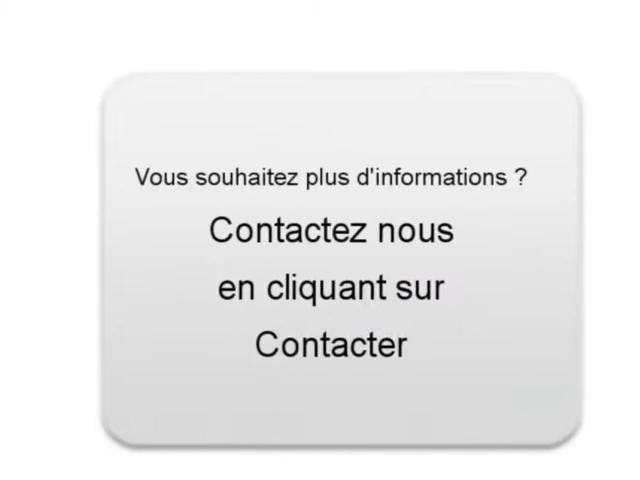 Vous souhaitez plus d'informations ?
Contactez nous
en cliquant sur
Contacter